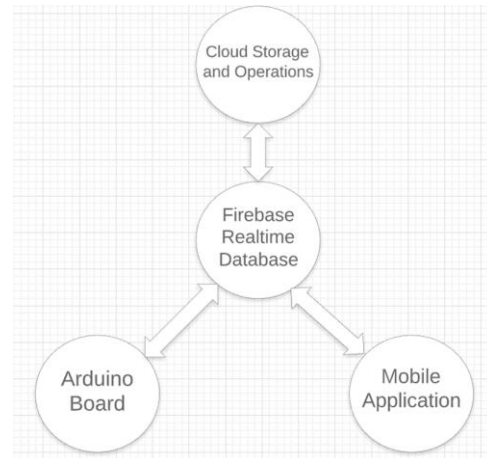 Cloud Storage
and Operations
Firebase
Realtime
Database
Arduino
Board
Mobile
Application